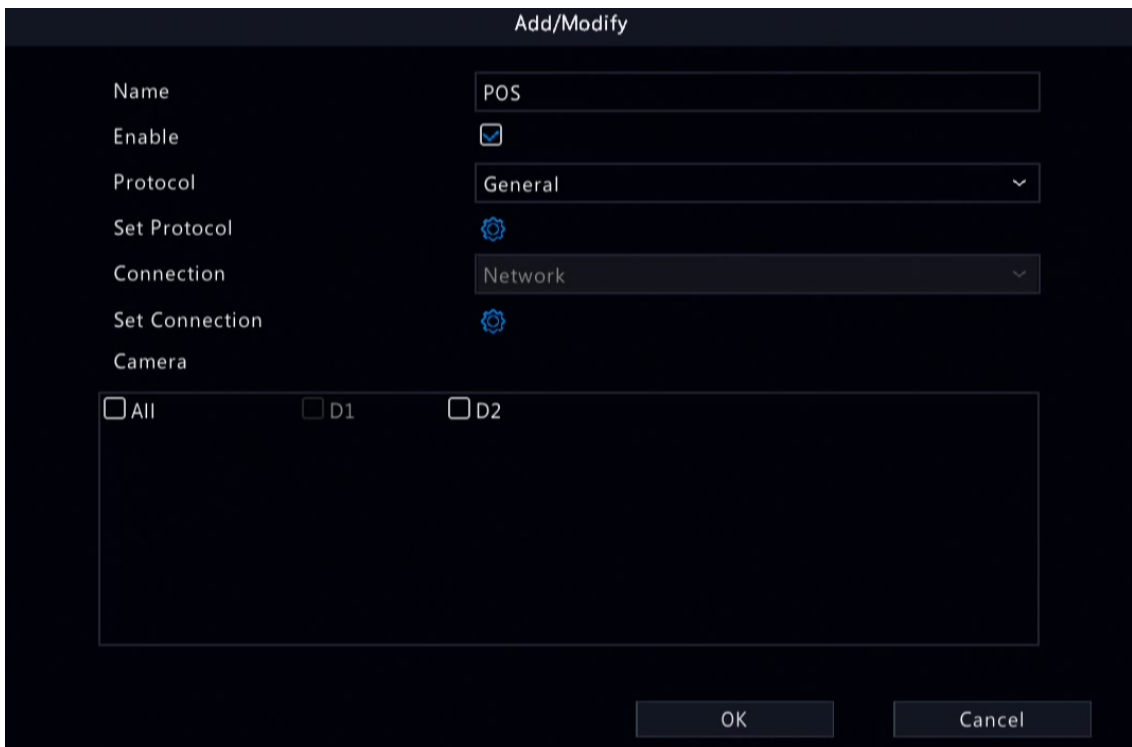 Add/Modify
Name POS
Enable
Protocol General
Set Protocol
Connection Network
Set Connection
Camera
All D1 D2
OK Cancel